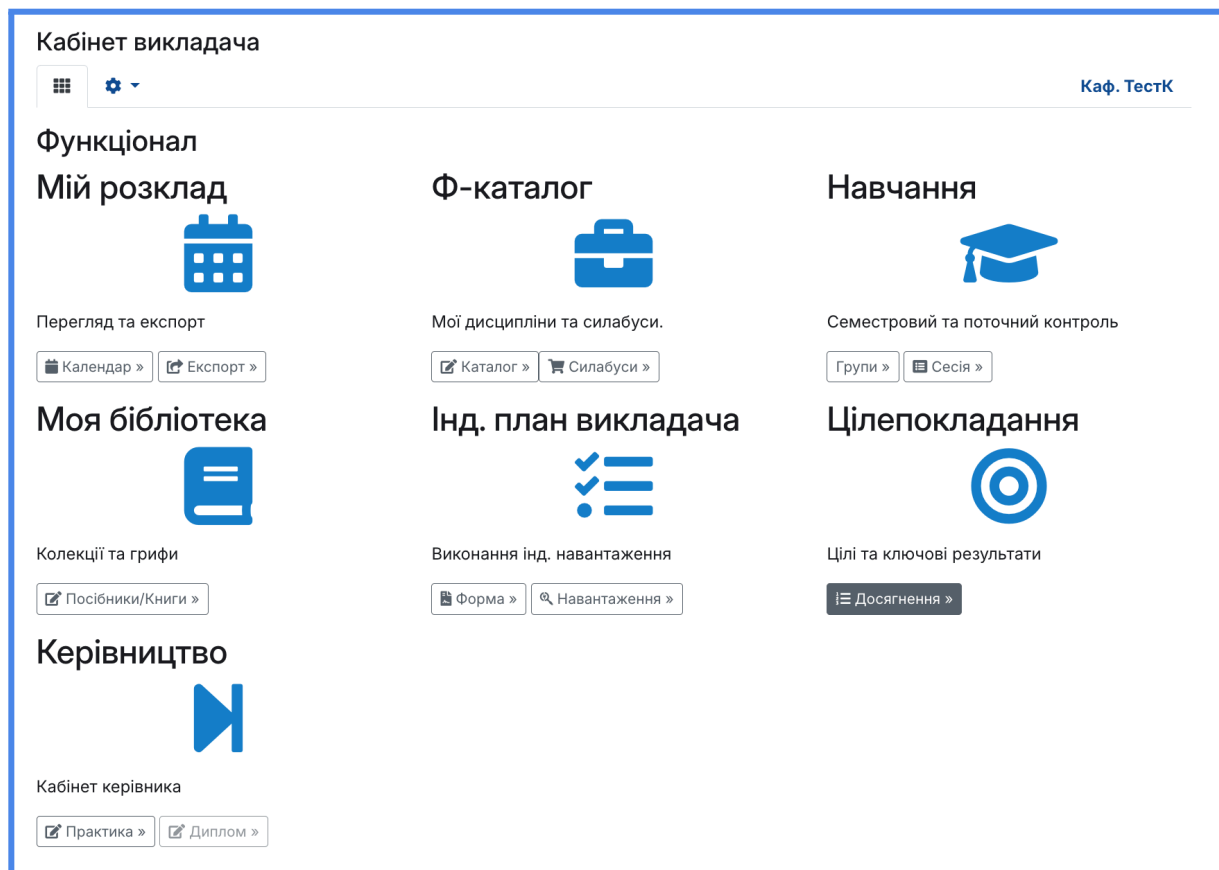 Кабінет викладача
Каф. ТестК
Функціонал
Мій розклад
Ф-каталог
Навчання
Перегляд та експорт
Мої дисципліни та силабуси.
Семестровий та поточний контроль
Календар » Експорт »
Каталог » Силабуси »
Групи » Сесія »
Моя бібліотека
Інд. план викладача
Цілепокладання
Колекції та грифи
Виконання інд. навантаження
Цілі та ключові результати
Посібники/Книги »
Форма » Навантаження »
Досягнення »
Керівництво
Кабінет керівника
Практика » Диплом »